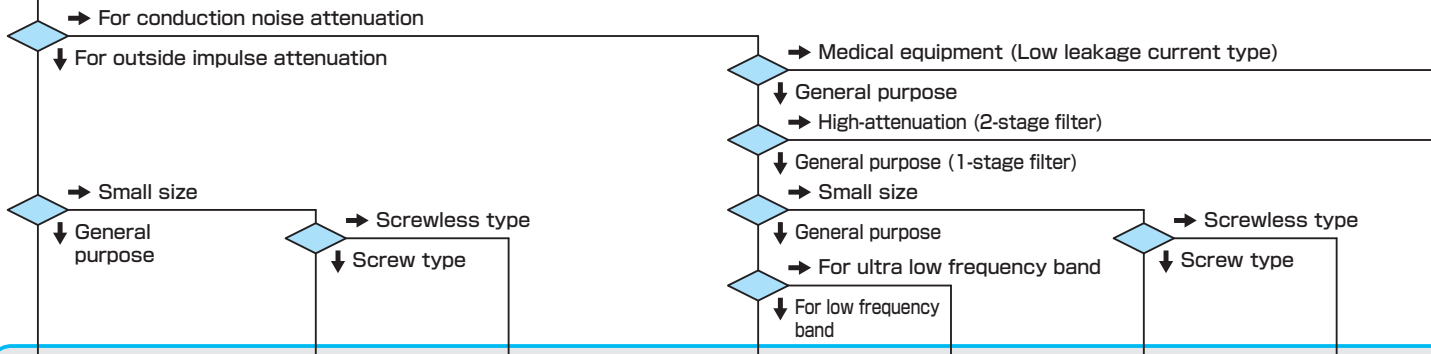 ➡ For conduction noise attenuation
⬇ For outside impulse attenuation
➡ Medical equipment (Low leakage current type)
⬇ General purpose
➡ High-attenuation (2-stage filter)
⬇ General purpose (1-stage filter)
➡ Small size
⬇ General
purpose
➡ Screwless type
⬇ Screw type
➡ Small size
⬇ General purpose
➡ Screwless type
⬇ Screw type
➡ For ultra low frequency band
⬇ For low frequency
band